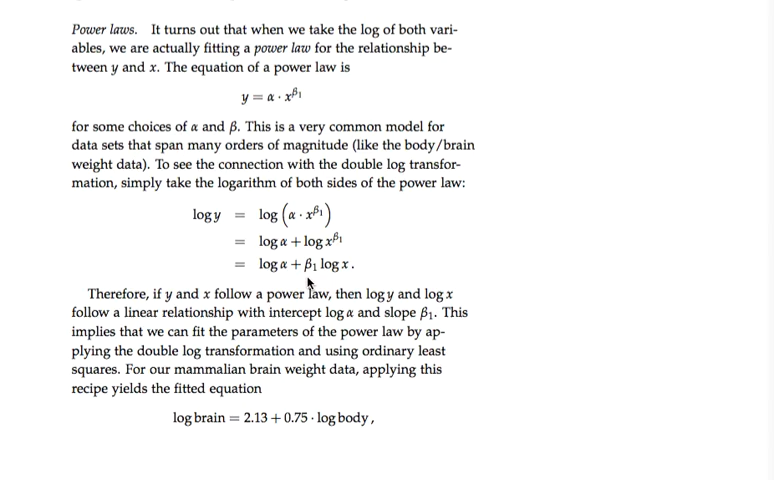 Power laws. It turns out that when we take the log of both vari-
ables, we are actually fitting a power law for the relationship be-
tween y and x. The equation of a power law is
y = α · x^β₁
for some choices of α and β. This is a very common model for
data sets that span many orders of magnitude (like the body/brain
weight data). To see the connection with the double log transfor-
mation, simply take the logarithm of both sides of the power law:
log y = log (α · x^β₁)
= log α + log x^β₁
= log α + β₁ log x .
Therefore, if y and x follow a power law, then log y and log x
follow a linear relationship with intercept log α and slope β₁. This
implies that we can fit the parameters of the power law by ap-
plying the double log transformation and using ordinary least
squares. For our mammalian brain weight data, applying this
recipe yields the fitted equation
log brain = 2.13 + 0.75 · log body ,